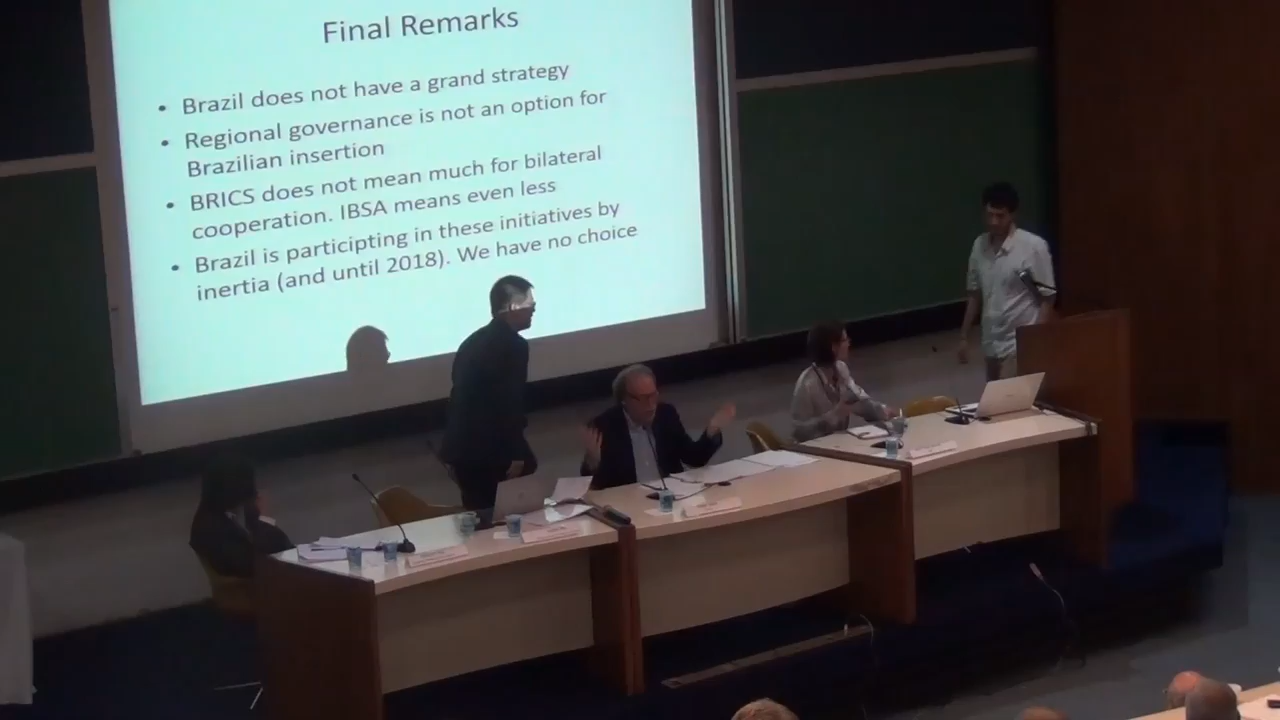 Final Remarks
• Brazil does not have a grand strategy
• Regional governance is not an option for
Brazilian insertion
• BRICS does not mean much for bilateral
cooperation. IBSA means even less
• Brazil is particpting in these initiatives by
inertia (and until 2018). We have no choice